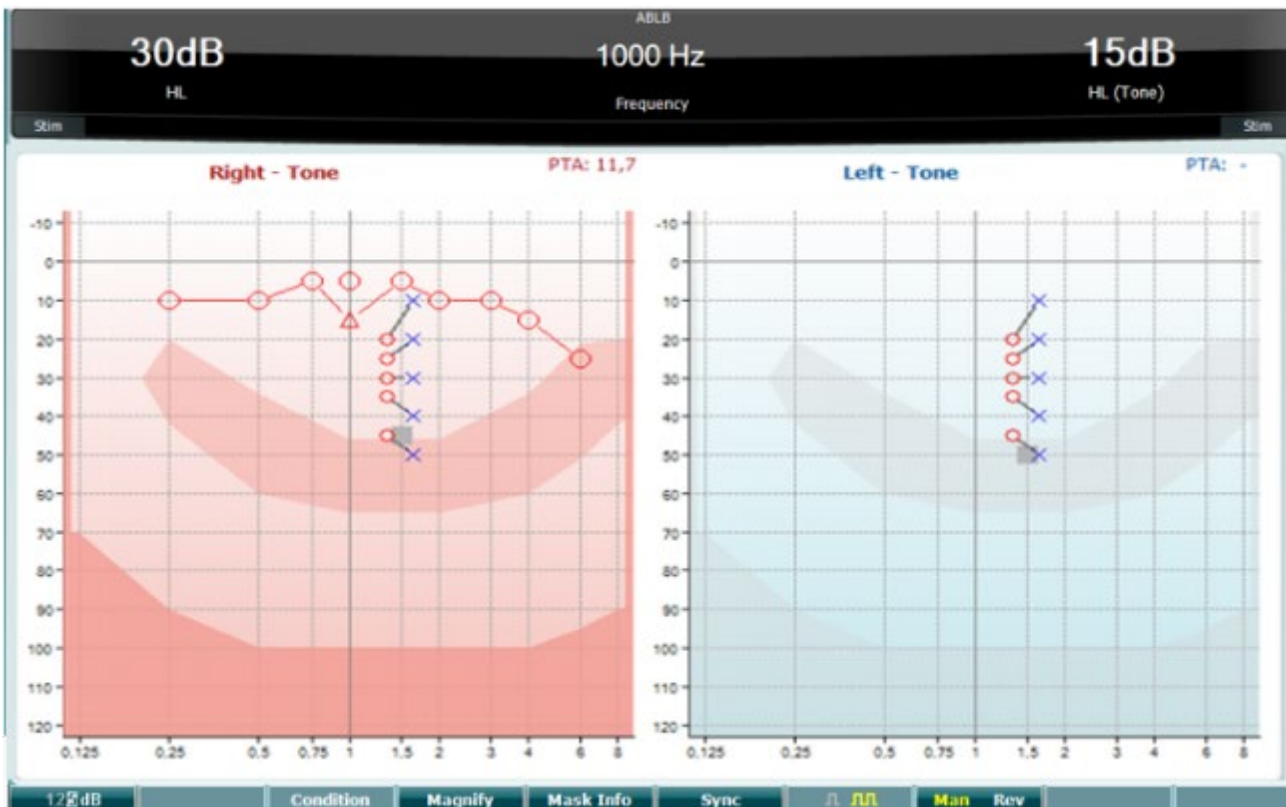 ABLB
30dB 1000 Hz 15dB
HL Frequency HL (Tone)
Stim Stim
Right - Tone PTA: 11,7 Left - Tone PTA: -
-10 -10
0 0
10 10
20 20
30 30
40 40
50 50
60 60
70 70
80 80
90 90
100 100
110 110
120 120
0,125 0,25 0,5 0,75 1 1,5 2 3 4 6 8 0,125 0,25 0,5 0,75 1 1,5 2 3 4 6 8
Condition Magnify Mask Info Sync Man Rev